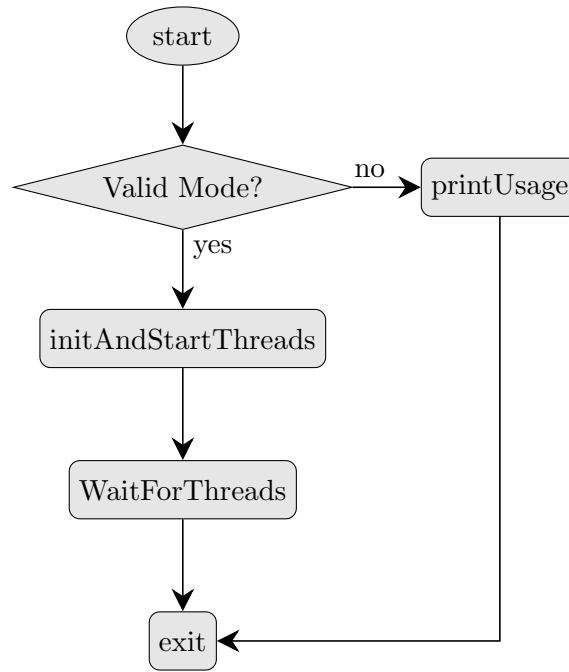 start
Valid Mode?
no
printUsage
yes
initAndStartThreads
WaitForThreads
exit